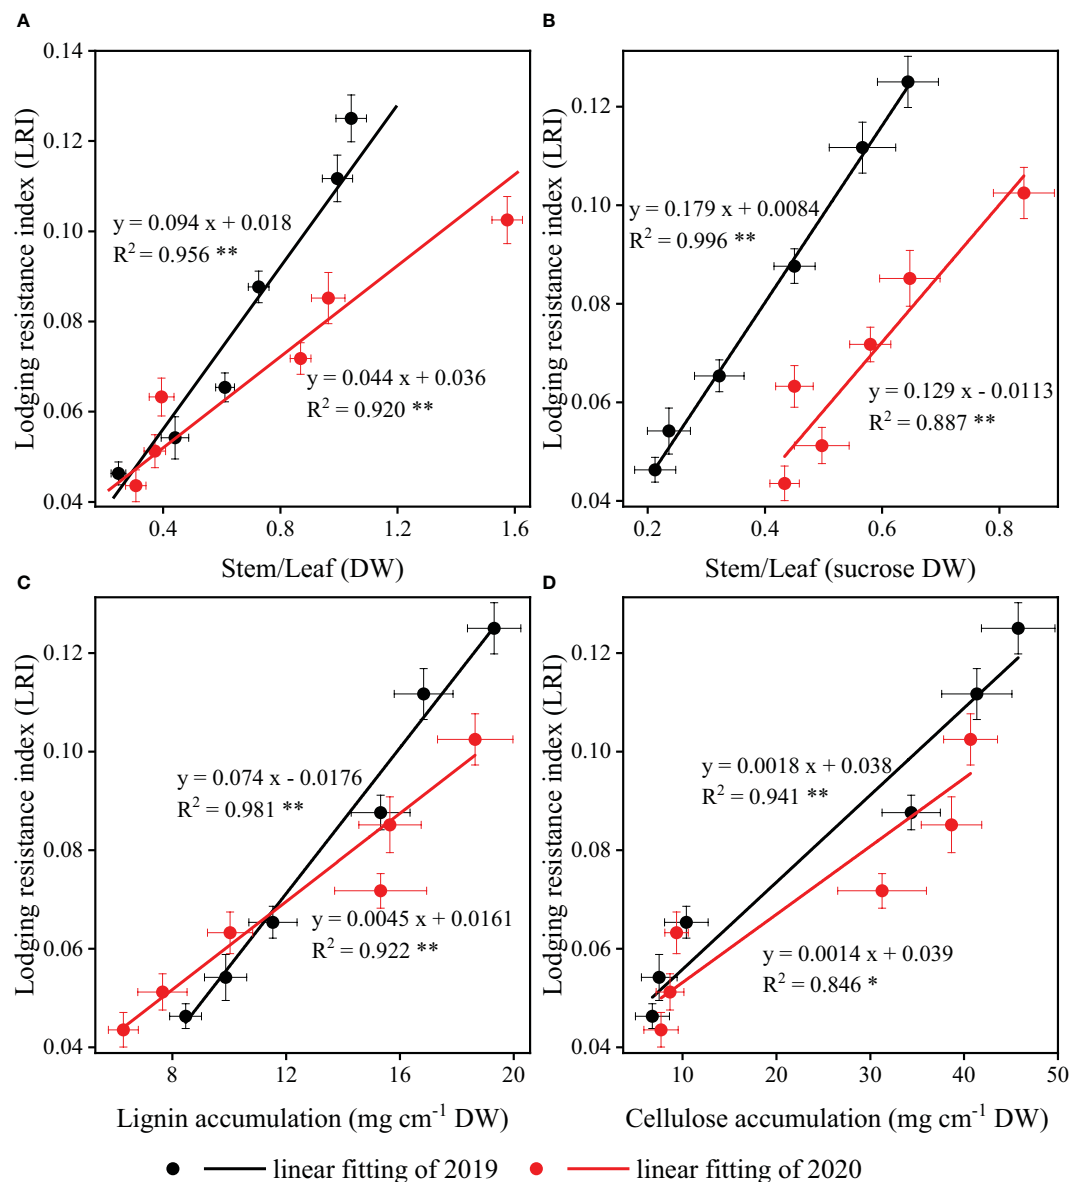 A
Lodging resistance index (LRI)
0.14
0.12
0.10
0.08
0.06
0.04
y = 0.094 x + 0.018
R² = 0.956 **
y = 0.044 x + 0.036
R² = 0.920 **
0.4 0.8 1.2 1.6
Stem/Leaf (DW)
B
Lodging resistance index (LRI)
0.12
0.10
0.08
0.06
0.04
y = 0.179 x + 0.0084
R² = 0.996 **
y = 0.129 x - 0.0113
R² = 0.887 **
0.2 0.4 0.6 0.8
Stem/Leaf (sucrose DW)
C
Lodging resistance index (LRI)
0.12
0.10
0.08
0.06
0.04
y = 0.074 x - 0.0176
R² = 0.981 **
y = 0.0045 x + 0.0161
R² = 0.922 **
8 12 16 20
Lignin accumulation (mg cm⁻¹ DW)
D
Lodging resistance index (LRI)
0.12
0.10
0.08
0.06
0.04
y = 0.0018 x + 0.038
R² = 0.941 **
y = 0.0014 x + 0.039
R² = 0.846 *
10 20 30 40 50
Cellulose accumulation (mg cm⁻¹ DW)
linear fitting of 2019 linear fitting of 2020